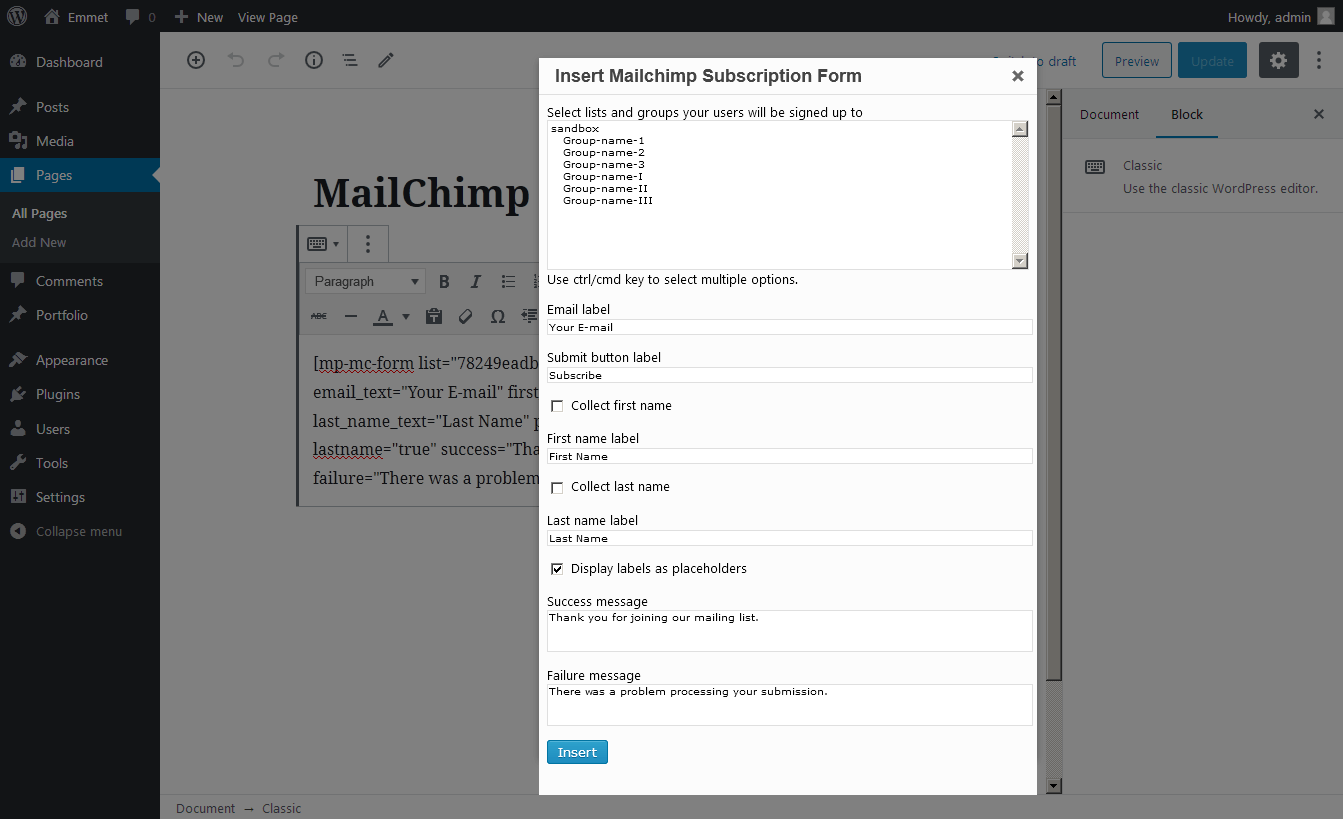 Emmet
0
New
View Page
Howdy, admin
Dashboard
Posts
Media
Pages
All Pages
Add New
Comments
Portfolio
Appearance
Plugins
Users
Tools
Settings
Collapse menu
to draft
Preview
Update
MailChimp
Paragraph
B
I
ABC
A
Ω
[mp-mc-form list="78249eadb
email_text="Your E-mail" first
last_name_text="Last Name" p
lastname="true" success="Tha
failure="There was a problem
Insert Mailchimp Subscription Form
Select lists and groups your users will be signed up to
sandbox
Group-name-1
Group-name-2
Group-name-3
Group-name-I
Group-name-II
Group-name-III
Use ctrl/cmd key to select multiple options.
Email label
Your E-mail
Submit button label
Subscribe
Collect first name
First name label
First Name
Collect last name
Last name label
Last Name
Display labels as placeholders
Success message
Thank you for joining our mailing list.
Failure message
There was a problem processing your submission.
Insert
Document
Block
Classic
Use the classic WordPress editor.
Document → Classic